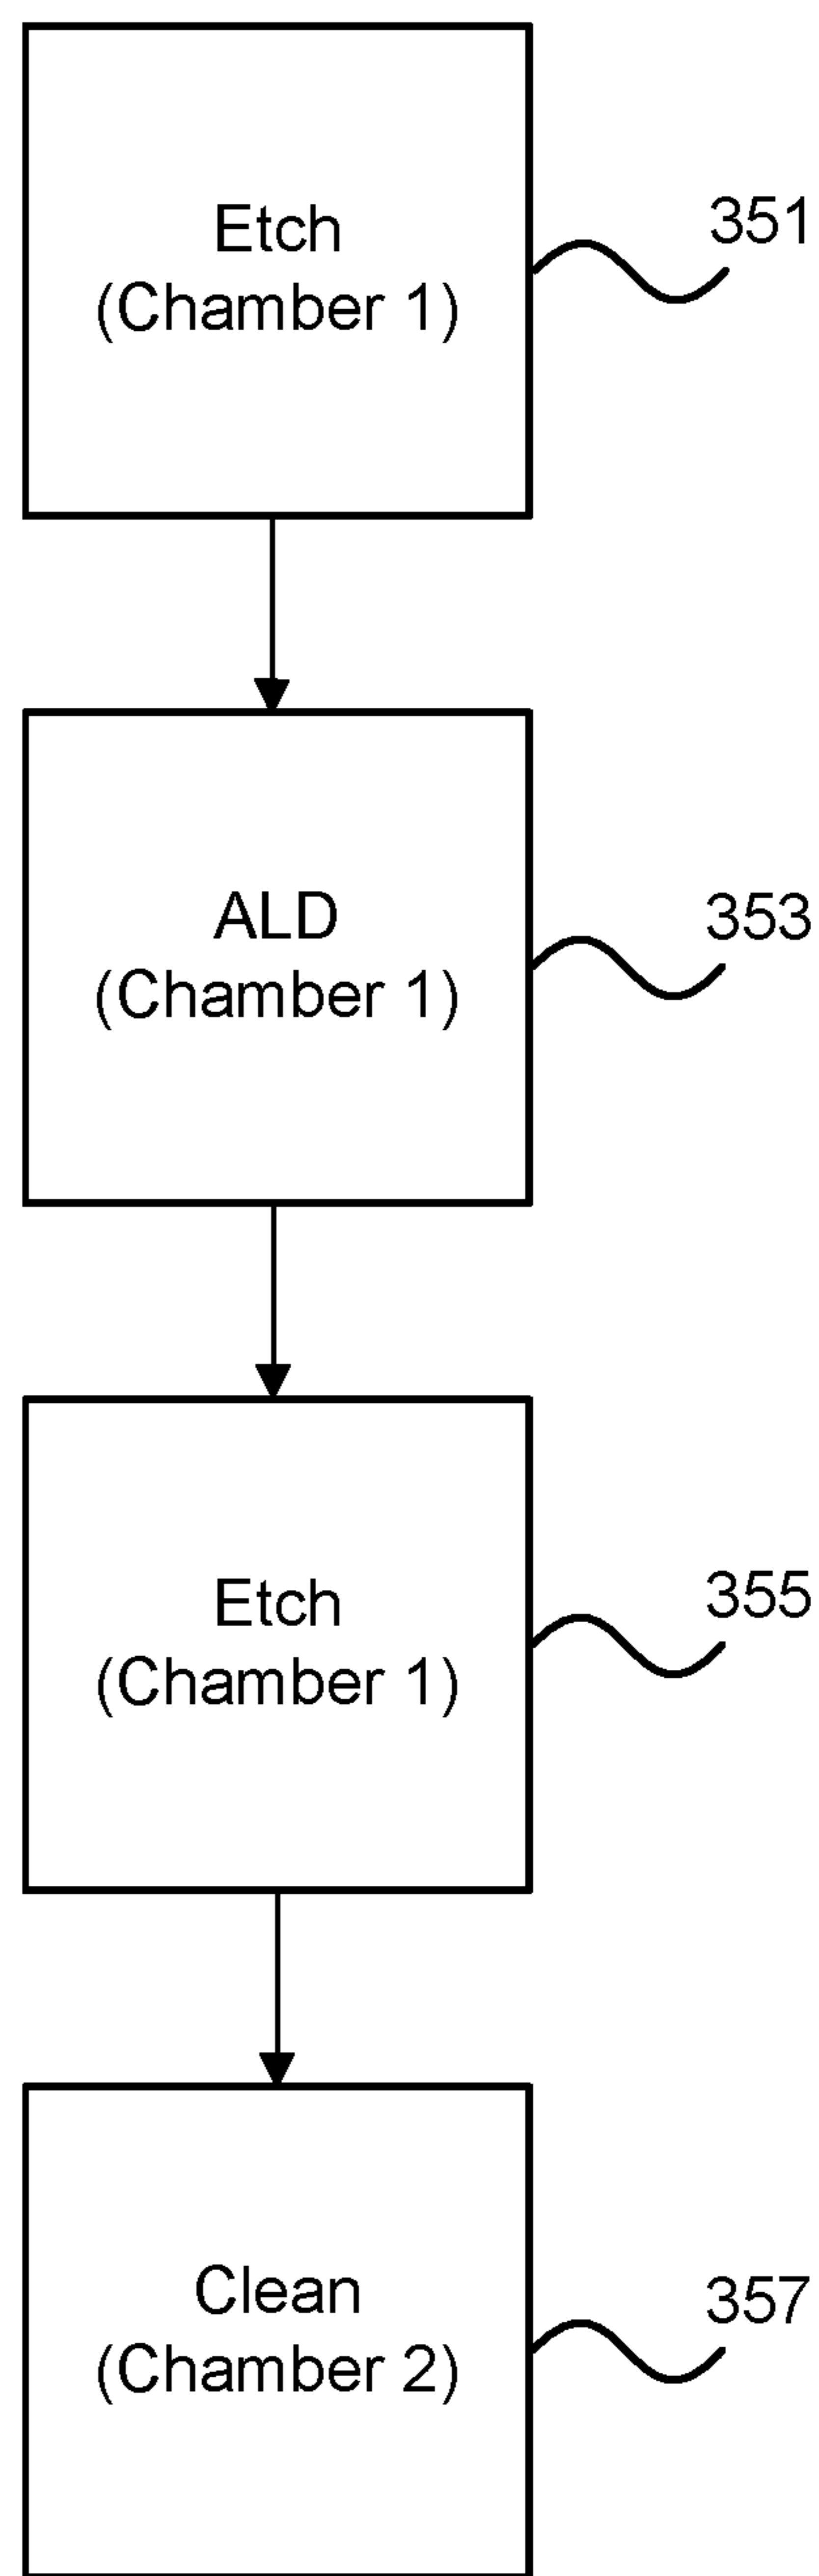 Etch
(Chamber 1)
351
ALD
(Chamber 1)
353
Etch
(Chamber 1)
355
Clean
(Chamber 2)
357